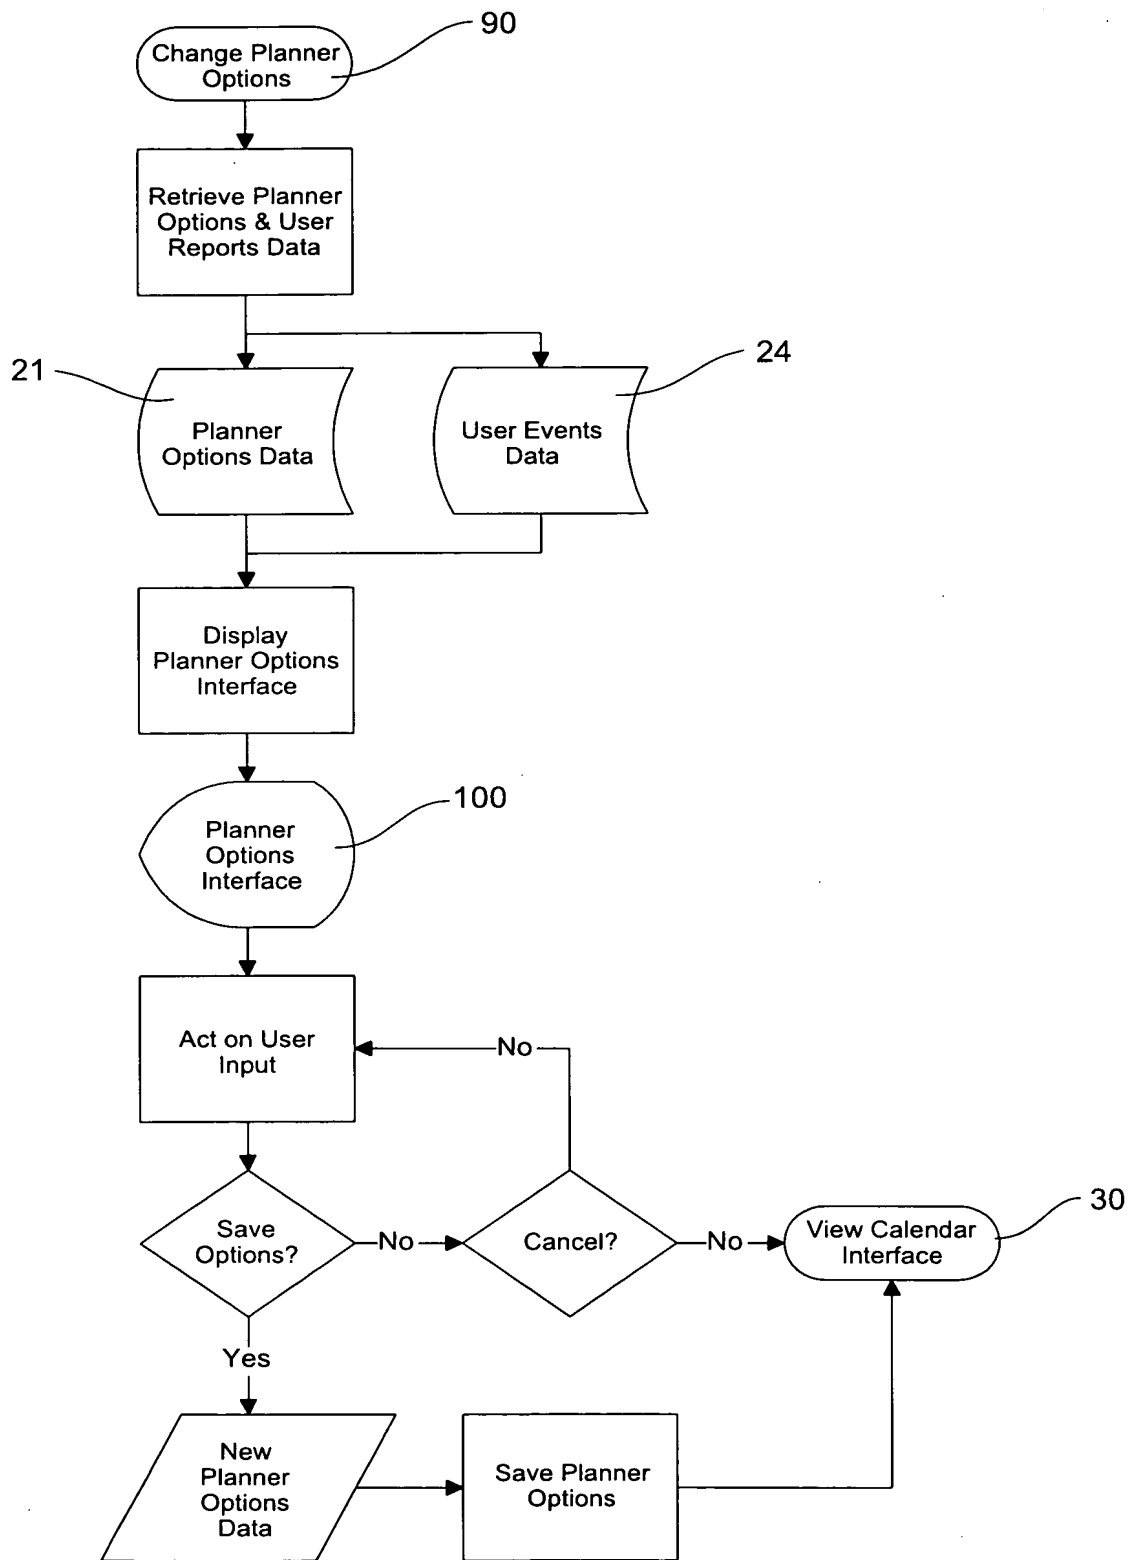 90
Change Planner
Options
Retrieve Planner
Options & User
Reports Data
21
24
Planner
Options Data
User Events
Data
Display
Planner Options
Interface
100
Planner
Options
Interface
Act on User
Input
No
30
Save
Options?
No
Cancel?
No
View Calendar
Interface
Yes
New
Planner
Options
Data
Save Planner
Options